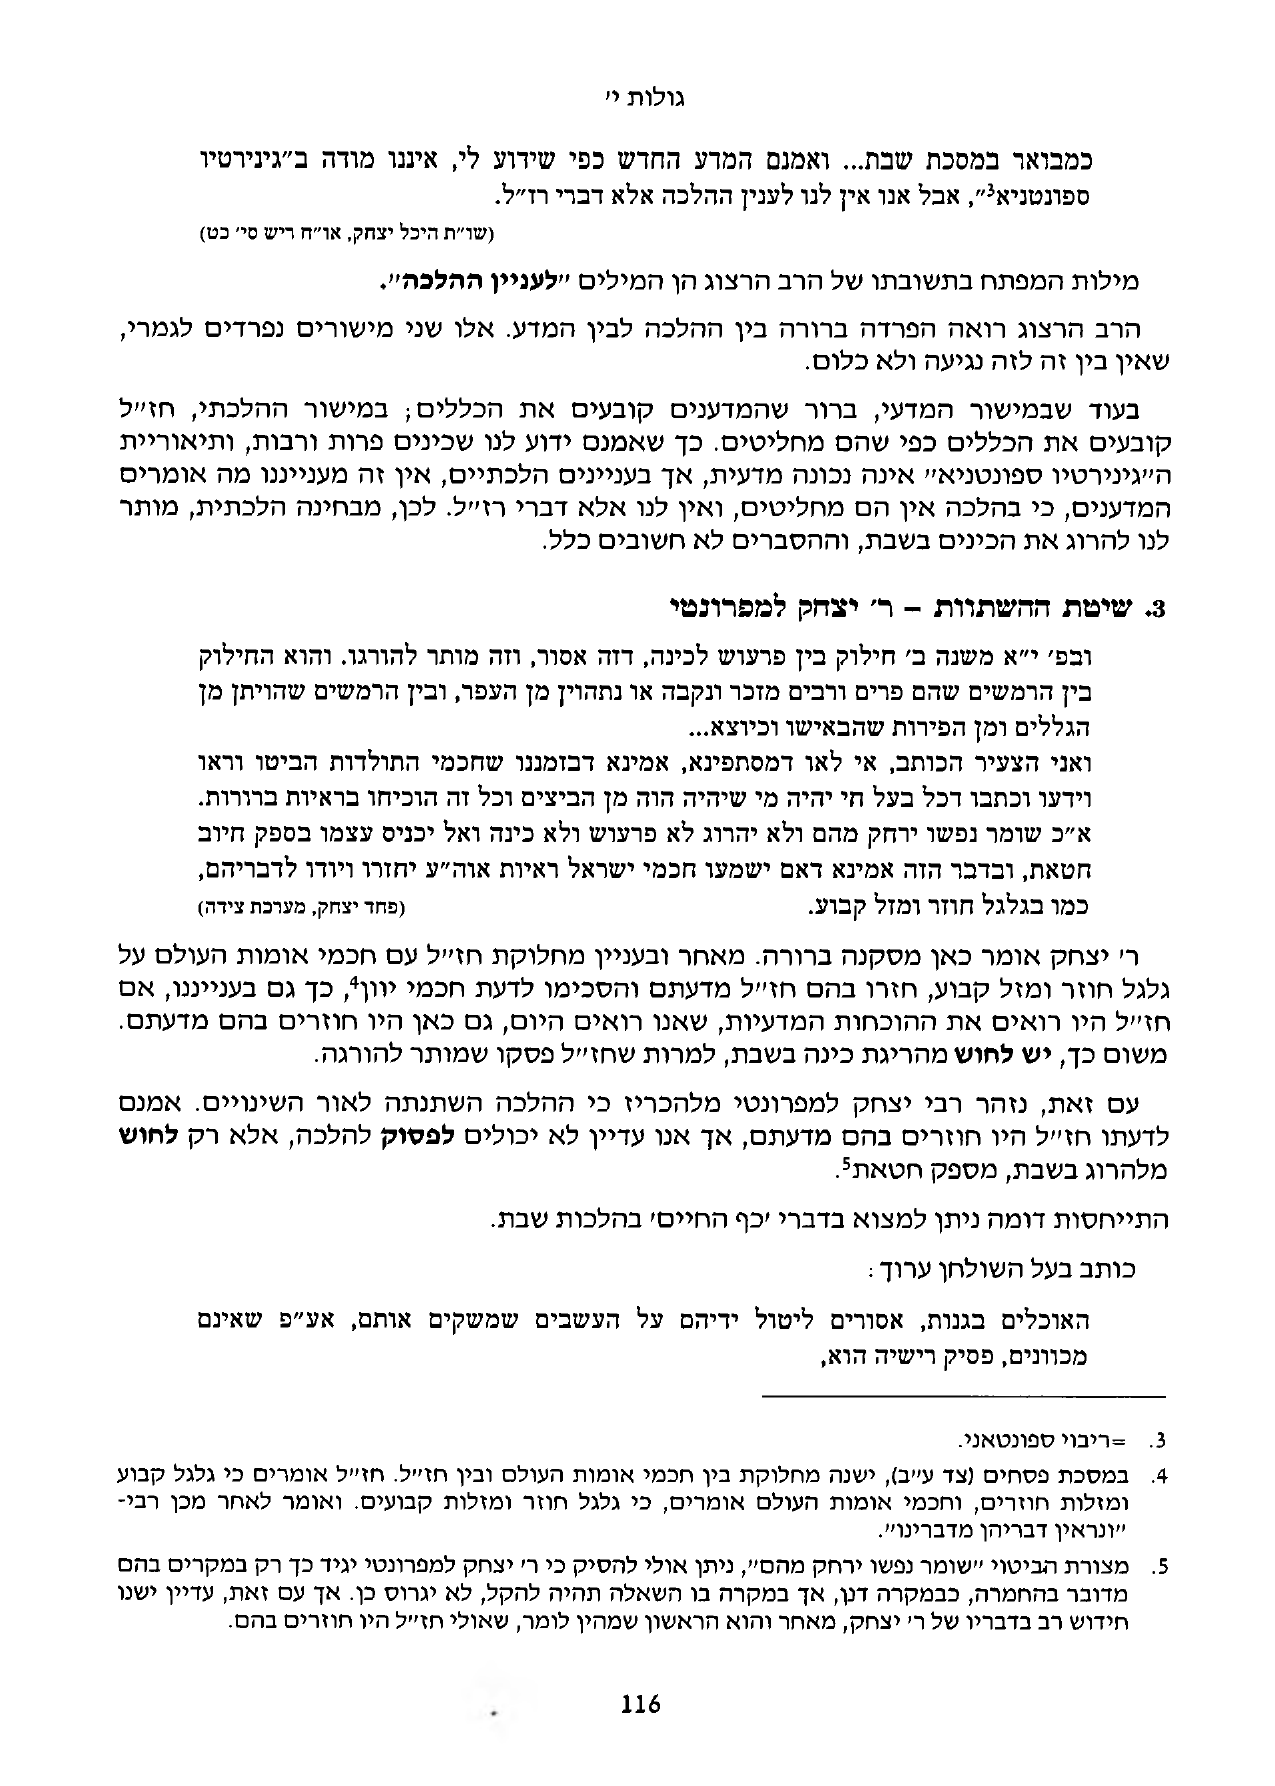 גולות י'
כמבואר במסכת שבת... ואמנם המדע החדש כפי שידוע לי, איננו מודה ב"גינירטיו
ספונטניא3", אבל אנו אין לנו לענין ההלכה אלא דברי רז"ל.
(שו"ת היכל יצחק, או"ח ריש סי' כט)
מילות המפתח בתשובתו של הרב הרצוג הן המילים "לעניין ההלכה".
הרב הרצוג רואה הפרדה ברורה בין ההלכה לבין המדע. אלו שני מישורים נפרדים לגמרי,
שאין בין זה לזה נגיעה ולא כלום.
בעוד שבמישור המדעי, ברור שהמדענים קובעים את הכללים; במישור ההלכתי, חז"ל
קובעים את הכללים כפי שהם מחליטים. כך שאמנם ידוע לנו שכינים פרות ורבות, ותיאוריית
ה"גינירטיו ספונטניא" אינה נכונה מדעית, אך בעניינים הלכתיים, אין זה מענייננו מה אומרים
המדענים, כי בהלכה אין הם מחליטים, ואין לנו אלא דברי רז"ל. לכן, מבחינה הלכתית, מותר
לנו להרוג את הכינים בשבת, וההסברים לא חשובים כלל.
3. שיטת ההשתוות – ר' יצחק למפרונטי
ובפ' י"א משנה ב' חילוק בין פרעוש לכינה, דזה אסור, וזה מותר להורגו. והוא החילוק
בין הרמשים שהם פרים ורבים מזכר ונקבה או נתהוין מן העפר, ובין הרמשים שהויתן מן
הגללים ומן הפירות שהבאישו וכיוצא...
ואני הצעיר הכותב, אי לאו דמסתפינא, אמינא דבזמננו שחכמי התולדות הביטו וראו
וידעו וכתבו דכל בעל חי יהיה מי שיהיה הוה מן הביצים וכל זה הוכיחו בראיות ברורות.
א"כ שומר נפשו ירחק מהם ולא יהרוג לא פרעוש ולא כינה ואל יכניס עצמו בספק חיוב
חטאת, ובדבר הזה אמינא דאם ישמעו חכמי ישראל ראיות אוה"ע יחזרו ויודו לדבריהם,
כמו בגלגל חוזר ומזל קבוע. (פחד יצחק, מערכת צידה)
ר' יצחק אומר כאן מסקנה ברורה. מאחר ובעניין מחלוקת חז"ל עם חכמי אומות העולם על
גלגל חוזר ומזל קבוע, חזרו בהם חז"ל מדעתם והסכימו לדעת חכמי יוון4, כך גם בענייננו, אם
חז"ל היו רואים את ההוכחות המדעיות, שאנו רואים היום, גם כאן היו חוזרים בהם מדעתם.
משום כך, יש לחוש מהריגת כינה בשבת, למרות שחז"ל פסקו שמותר להורגה.
עם זאת, נזהר רבי יצחק למפרונטי מלהכריז כי ההלכה השתנתה לאור השינויים. אמנם
לדעתו חז"ל היו חוזרים בהם מדעתם, אך אנו עדיין לא יכולים לפסוק להלכה, אלא רק לחוש
מלהרוג בשבת, מספק חטאת5.
התייחסות דומה ניתן למצוא בדברי 'כף החיים' בהלכות שבת.
כותב בעל השולחן ערוך:
האוכלים בגנות, אסורים ליטול ידיהם על העשבים שמשקים אותם, אע"פ שאינם
מכוונים, פסיק רישיה הוא,
3. =ריבוי ספונטאני.
4. במסכת פסחים (צד ע"ב), ישנה מחלוקת בין חכמי אומות העולם ובין חז"ל. חז"ל אומרים כי גלגל קבוע
ומזלות חוזרים, וחכמי אומות העולם אומרים, כי גלגל חוזר ומזלות קבועים. ואומר לאחר מכן רבי-
"ונראין דבריהן מדברינו".
5. מצורת הביטוי "שומר נפשו ירחק מהם", ניתן אולי להסיק כי ר' יצחק למפרונטי יגיד כך רק במקרים בהם
מדובר בהחמרה, כבמקרה דנן, אך במקרה בו השאלה תהיה להקל, לא יגרוס כן. אך עם זאת, עדיין ישנו
חידוש רב בדבריו של ר' יצחק, מאחר והוא הראשון שמהין לומר, שאולי חז"ל היו חוזרים בהם.
116